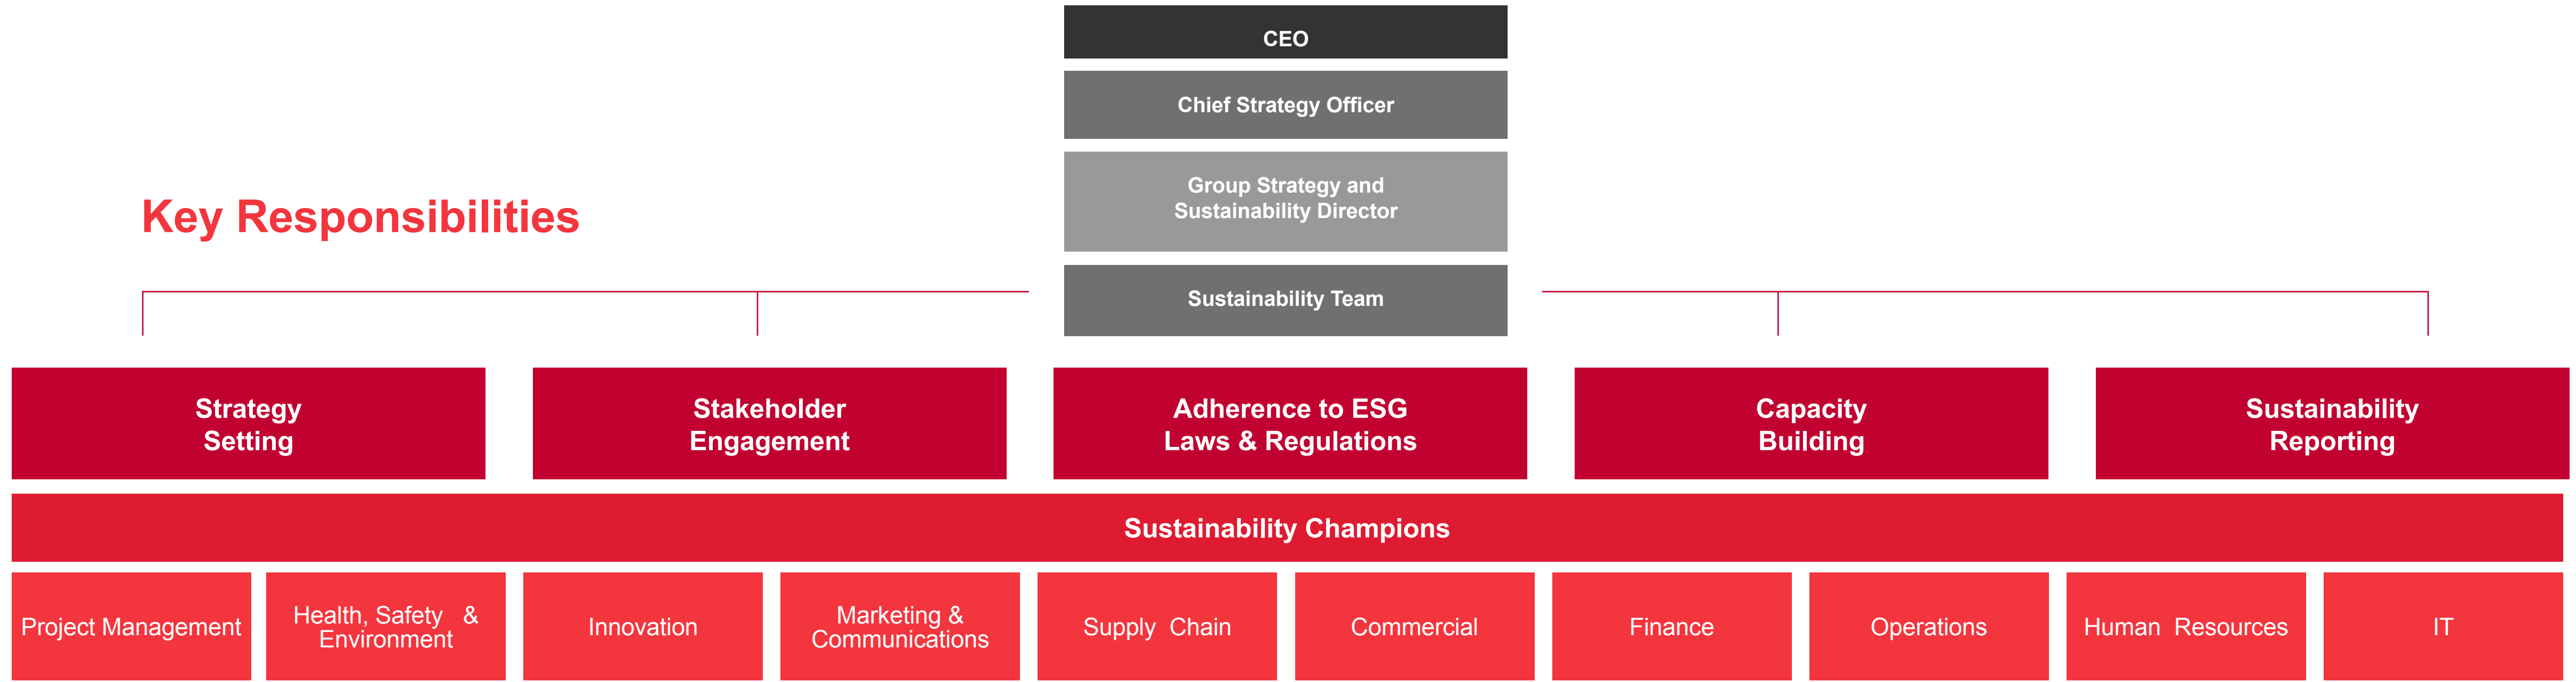 CEO
Chief Strategy Officer
Group Strategy and
Sustainability Director
Key Responsibilities
Sustainability Team
Strategy
Setting
Stakeholder
Engagement
Adherence to ESG
Laws & Regulations
Capacity
Building
Sustainability
Reporting
Sustainability Champions
Project Management
Health, Safety & 
Environment
Innovation
Marketing &
Communications
Supply Chain
Commercial
Finance
Operations
Human Resources
IT